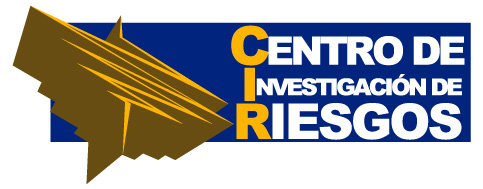 CENTRO DE
INVESTIGACIÓN DE
RIESGOS